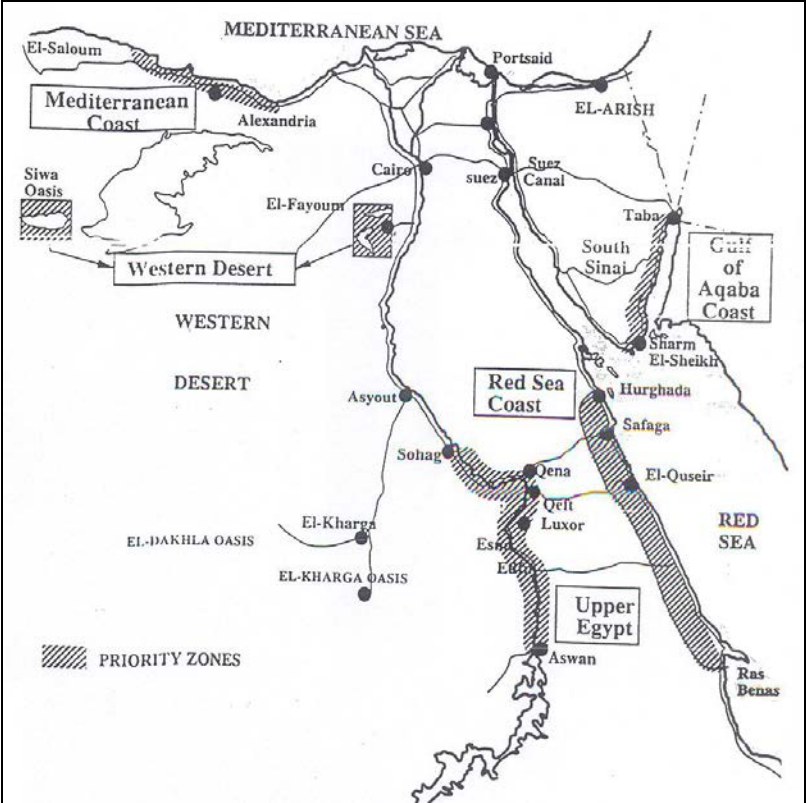 MEDITERRANEAN SEA
El-Saloum
Portsaid
Mediterranean
Coast
Alexandria
EL-ARISH
Siwa
Oasis
Cairo
suez
Suez
Canal
El-Fayoum
Taba
South
Sinai
Gulf
of
Aqaba
Coast
Western Desert
WESTERN
DESERT
Sharm
El-Sheikh
Red Sea
Coast
Hurghada
Asyout
Safaga
Sohag
Qena
El-Quseir
Qeft
Luxor
El-Kharga
RED
SEA
EL-DAKHLA OASIS
Esna
Edfu
EL-KHARGA OASIS
Upper
Egypt
PRIORITY ZONES
Aswan
Ras
Benas